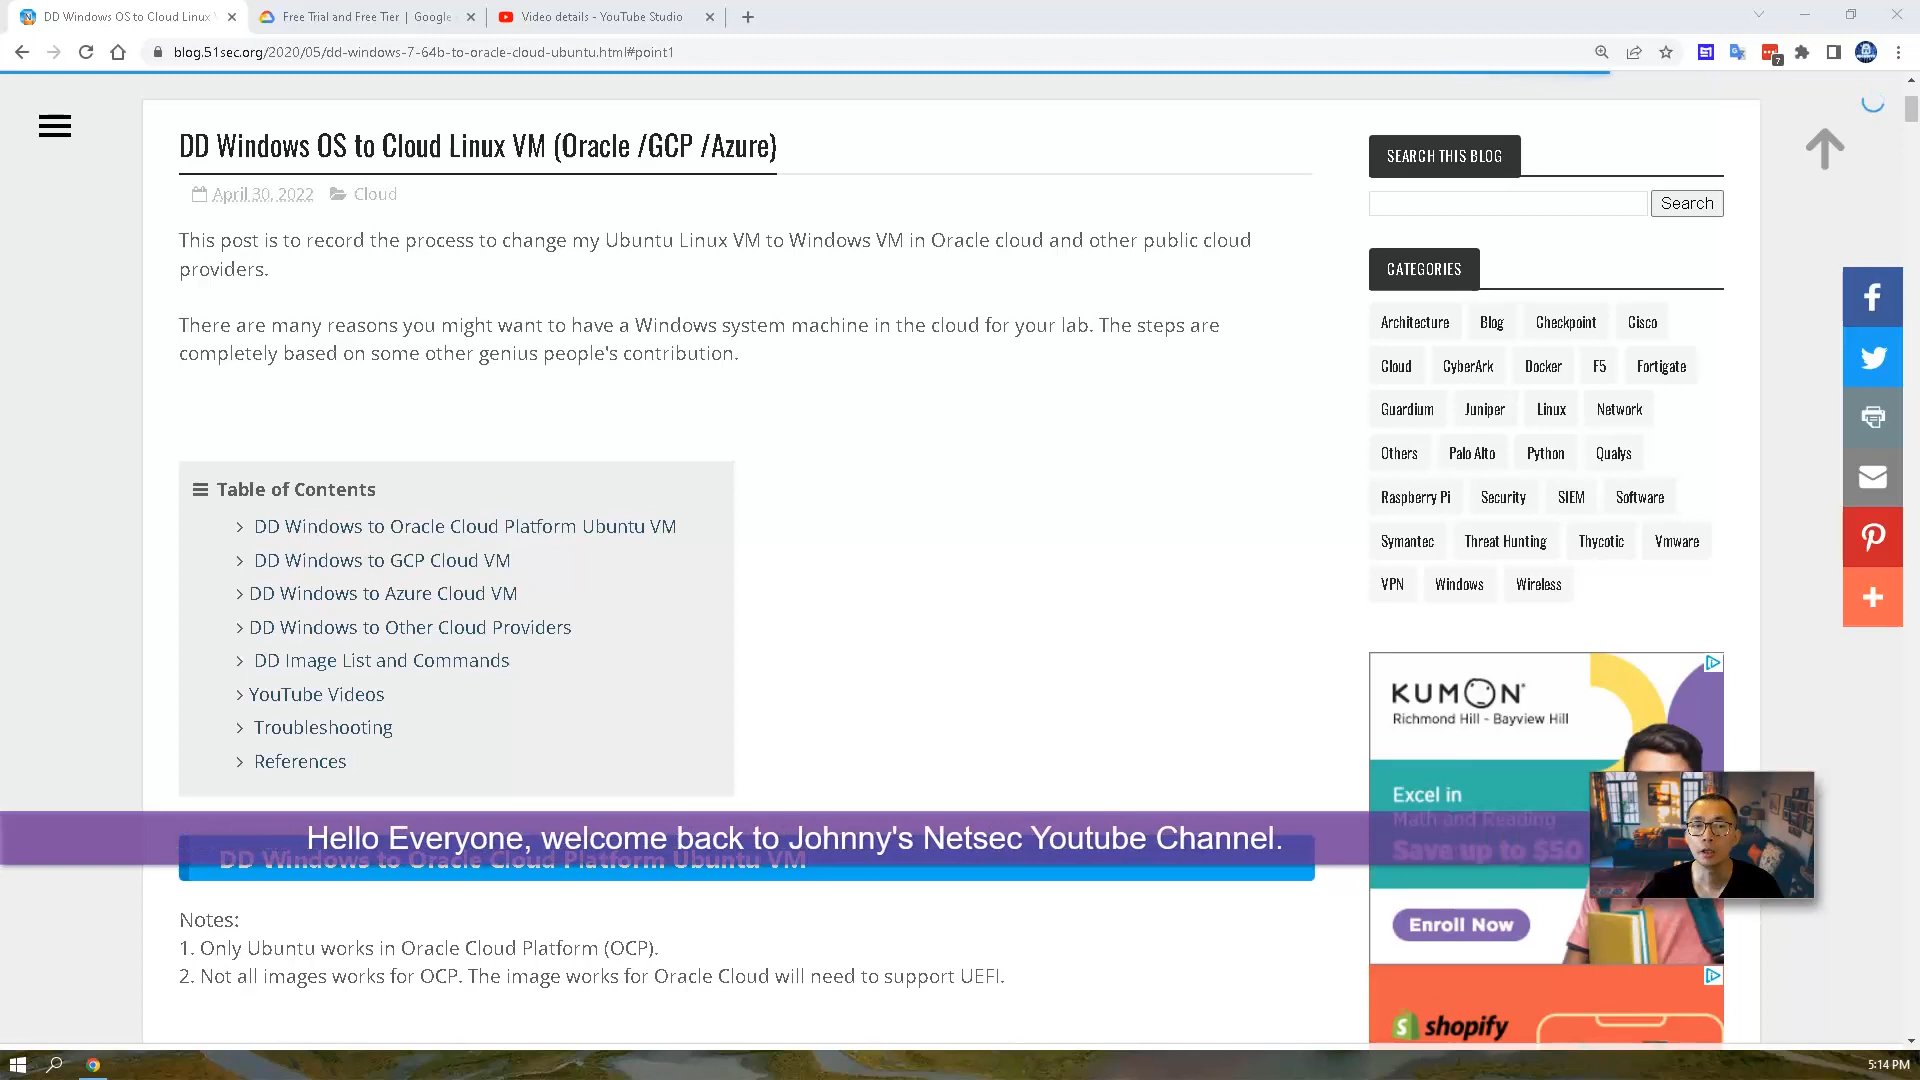 DD Windows OS to Cloud Linux
Free Trial and Free Tier | Google
Video details - YouTube Studio
blog.51sec.org/2020/05/dd-windows-7-64b-to-oracle-cloud-ubuntu.html#point1
7
DD Windows OS to Cloud Linux VM (Oracle /GCP /Azure)
April 30, 2022 Cloud
This post is to record the process to change my Ubuntu Linux VM to Windows VM in Oracle cloud and other public cloud
providers.
There are many reasons you might want to have a Windows system machine in the cloud for your lab. The steps are
completely based on some other genius people's contribution.
Table of Contents
DD Windows to Oracle Cloud Platform Ubuntu VM
DD Windows to GCP Cloud VM
DD Windows to Azure Cloud VM
DD Windows to Other Cloud Providers
DD Image List and Commands
YouTube Videos
Troubleshooting
References
Hello Everyone, welcome back to Johnny's Netsec Youtube Channel.
DD Windows to Oracle Cloud Platform Ubuntu VM
Notes:
1. Only Ubuntu works in Oracle Cloud Platform (OCP).
2. Not all images works for OCP. The image works for Oracle Cloud will need to support UEFI.
SEARCH THIS BLOG
Search
CATEGORIES
Architecture Blog Checkpoint Cisco
Cloud CyberArk Docker F5 Fortigate
Guardium Juniper Linux Network
Others Palo Alto Python Qualys
Raspberry Pi Security SIEM Software
Symantec Threat Hunting Thycotic Vmware
VPN Windows Wireless
KUMON
Richmond Hill - Bayview Hill
Excel in
Math and Reading
Save up to $50
Enroll Now
shopify
5:14 PM